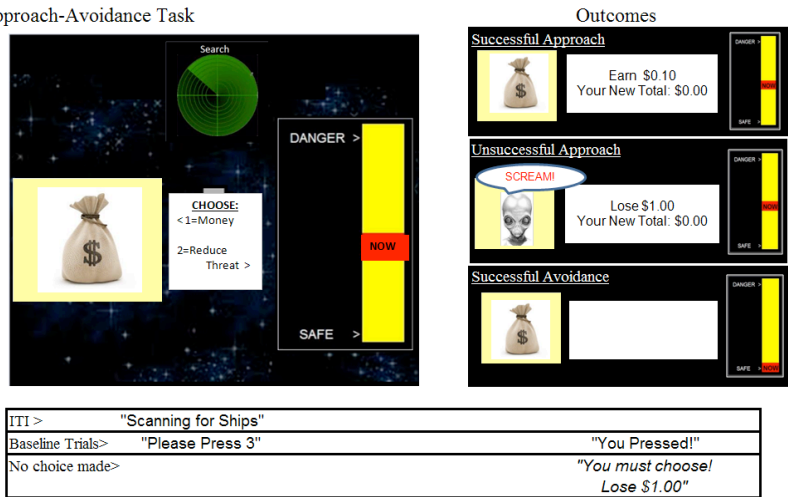 pproach-Avoidance Task
Search
DANGER >
CHOOSE:
<1=Money
2=Reduce
Threat >
NOW
SAFE >
Outcomes
Successful Approach
Earn $0.10
Your New Total: $0.00
DANGER >
NOW
SAFE >
Unsuccessful Approach
SCREAM!
Lose $1.00
Your New Total: $0.00
DANGER >
NOW
SAFE >
Successful Avoidance
DANGER >
SAFE > NOW
ITI > "Scanning for Ships"
Baseline Trials> "Please Press 3" "You Pressed!"
No choice made> "You must choose!
Lose $1.00"